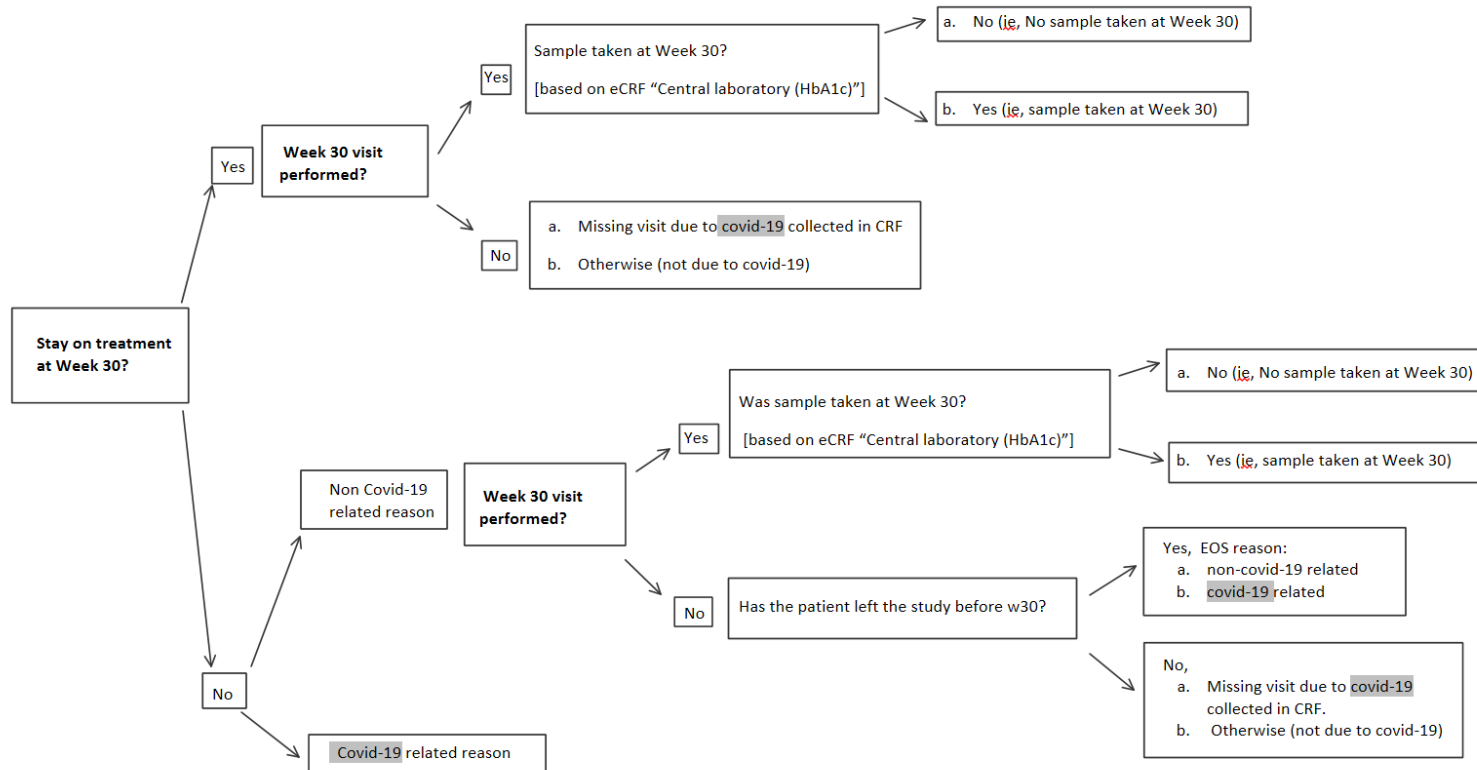 a. No (ie, No sample taken at Week 30)
Sample taken at Week 30?
Yes
[based on eCRF “Central laboratory (HbA1c)”]
b. Yes (ie, sample taken at Week 30)
Week 30 visit
performed?
Yes
a. Missing visit due to covid-19 collected in CRF
No
b. Otherwise (not due to covid-19)
Stay on treatment
at Week 30?
a. No (ie, No sample taken at Week 30)
Was sample taken at Week 30?
Yes
[based on eCRF “Central laboratory (HbA1c)”]
b. Yes (ie, sample taken at Week 30)
Non Covid-19
related reason
Week 30 visit
performed?
Yes, EOS reason:
a. non-covid-19 related
b. covid-19 related
No
Has the patient left the study before w30?
No,
a. Missing visit due to covid-19
collected in CRF.
b. Otherwise (not due to covid-19)
No
Covid-19 related reason